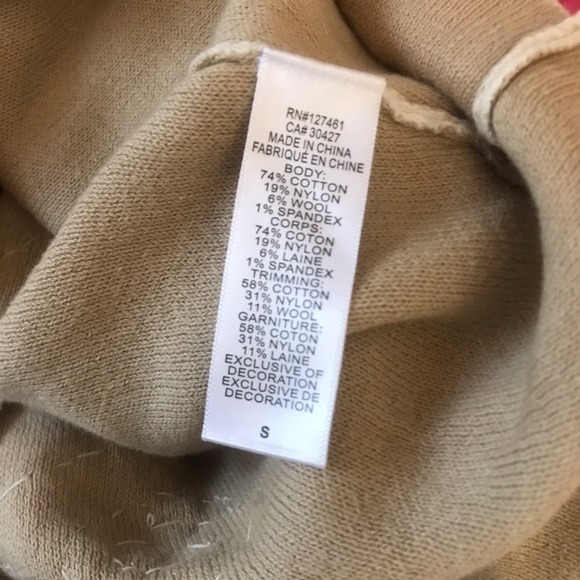 RN#127461
CA# 30427
MADE IN CHINA
FABRIQUÉ EN CHINE
BODY:
74% COTTON
19% NYLON
6% WOOL
1% SPANDEX
CORPS:
74% COTON
19% NYLON
6% LAINE
1% SPANDEX
TRIMMING:
58% COTTON
31% NYLON
11% WOOL
GARNITURE:
58% COTON
31% NYLON
11% LAINE
EXCLUSIVE OF
DECORATION
EXCLUSIVE DE
DECORATION
S